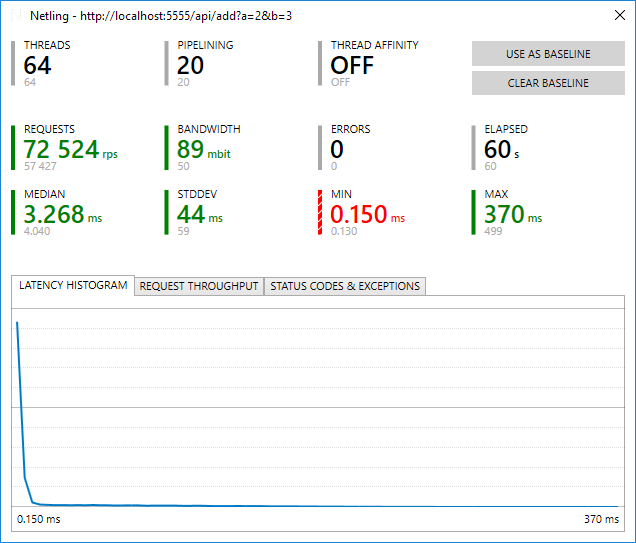 Netling - http://localhost:5555/api/add?a=2&b=3
THREADS
64
64
PIPELINING
20
20
THREAD AFFINITY
OFF
OFF
USE AS BASELINE
CLEAR BASELINE
REQUESTS
72 524 rps
57 427
BANDWIDTH
89 mbit
50
ERRORS
0
0
ELAPSED
60 s
60
MEDIAN
3.268 ms
4.040
STDDEV
44 ms
59
MIN
0.150 ms
0.130
MAX
370 ms
499
LATENCY HISTOGRAM
REQUEST THROUGHPUT
STATUS CODES & EXCEPTIONS
0.150 ms
370 ms